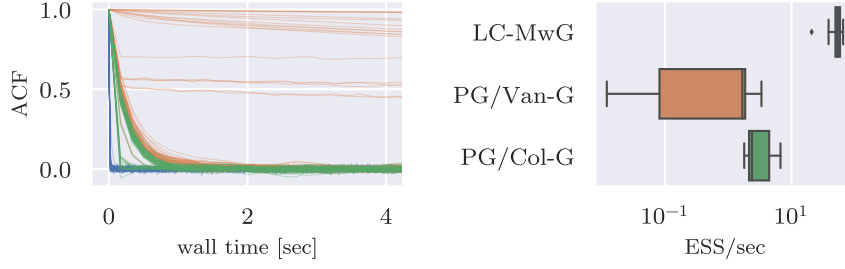 1.0
0.5
0.0
ACF
0 2 4
wall time [sec]
LC-MwG
PG/Van-G
PG/Col-G
10^{-1} 10^{1}
ESS/sec